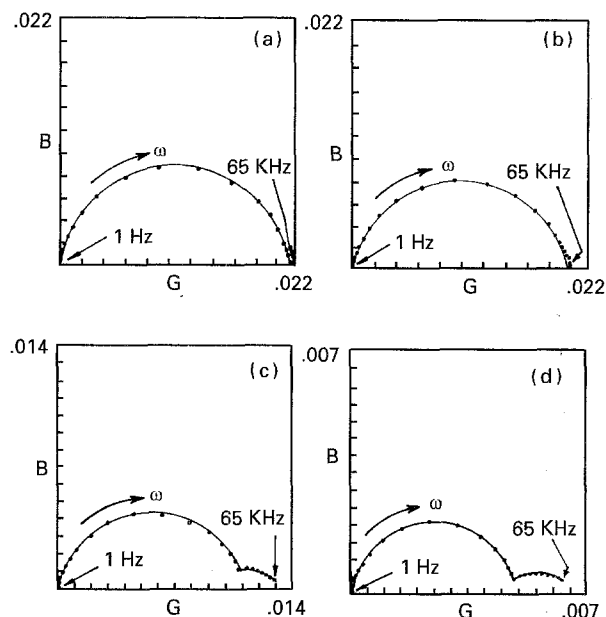 .022
(a)
B
ω
65 KHz
1 Hz
G
.022
.022
(b)
B
ω
65 KHz
1 Hz
G
.022
.014
(c)
B
ω
65 KHz
1 Hz
G
.014
.007
(d)
B
ω
65 KHz
1 Hz
G
.007